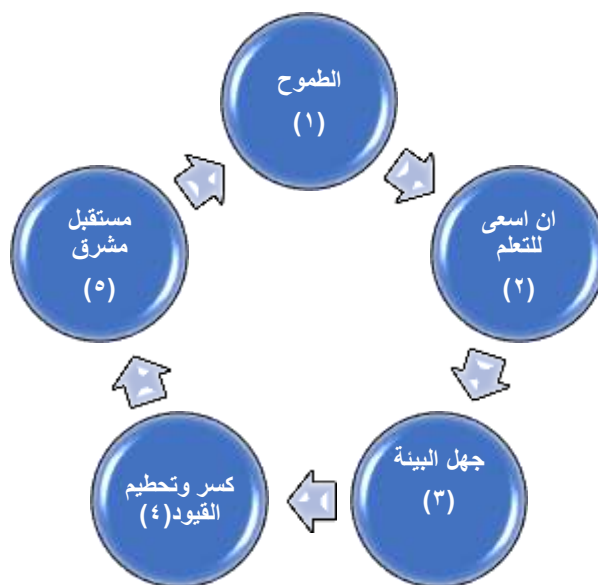 الطموح
(١)
ان اسعى
للتعلم
(٢)
جهل البيئة
(٣)
كسر وتحطيم
القيود(٤)
مستقبل
مشرق
(٥)